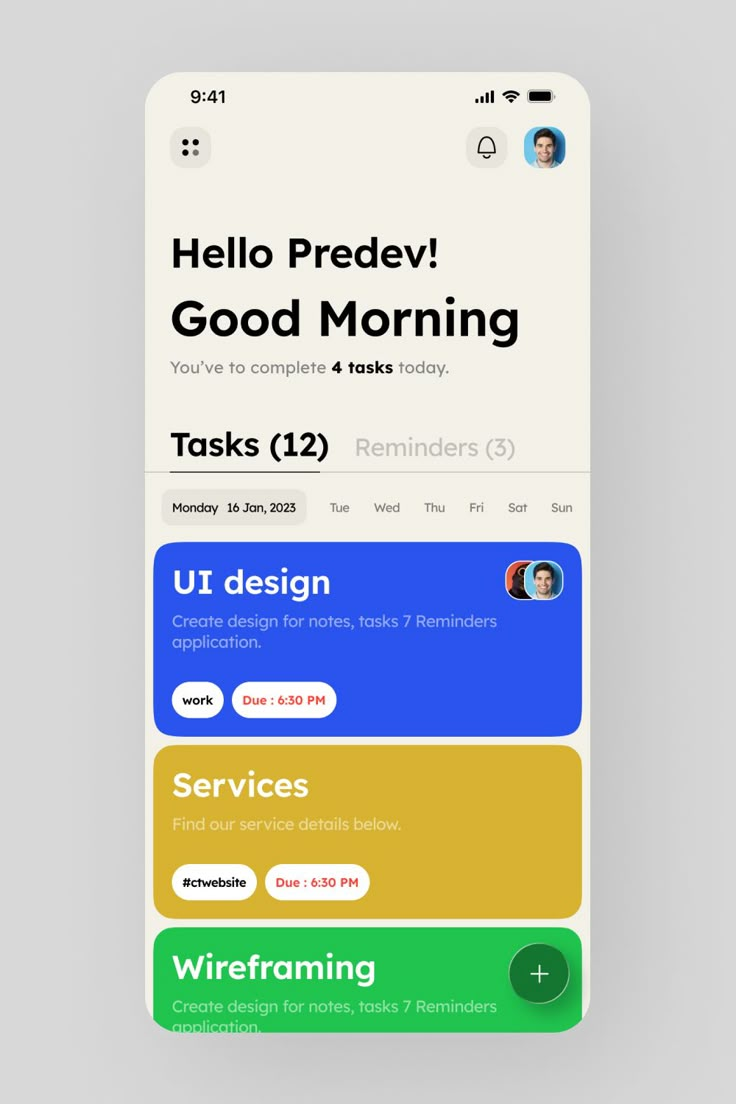 9:41
Hello Predev!
Good Morning
You've to complete 4 tasks today.
Tasks (12) Reminders (3)
Monday 16 Jan, 2023 Tue Wed Thu Fri Sat Sun
UI design
Create design for notes, tasks 7 Reminders
application.
work Due : 6:30 PM
Services
Find our service details below.
#ctwebsite Due : 6:30 PM
Wireframing
Create design for notes, tasks 7 Reminders
application.